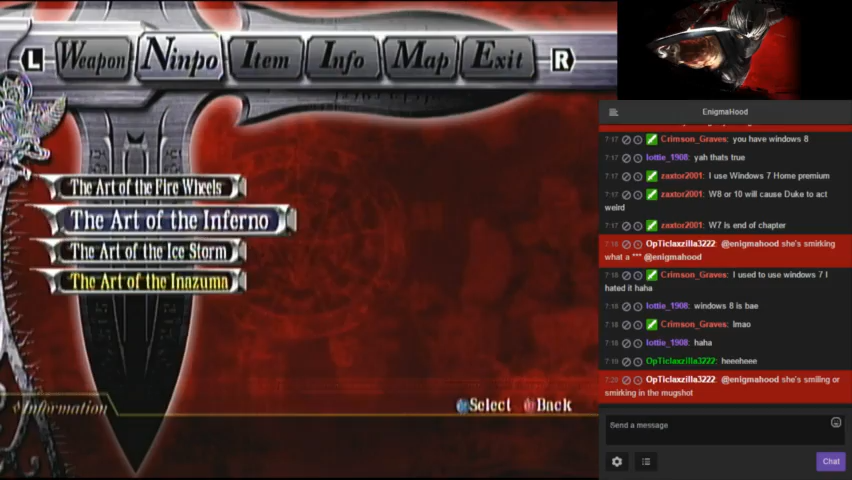 L Weapon Ninpo Item Info Map Exit R
The Art of the Fire Wheels
The Art of the Inferno
The Art of the Ice Storm
The Art of the Inazuma
Information
Select Back
EnigmaHood
7:17 Crimson_Graves: you have windows 8
7:17 lottie_1908: yah thats true
7:17 zaxtor2001: I use Windows 7 Home premium
7:17 zaxtor2001: W8 or 10 will cause Duke to act
weird
7:17 zaxtor2001: W7 is end of chapter
7:18 OpTiclaxzilla3222: @enigmahood she's smirking
what a *** @enigmahood
7:18 Crimson_Graves: I used to use windows 7 I
hated it haha
7:18 lottie_1908: windows 8 is bae
7:18 Crimson_Graves: lmao
7:18 lottie_1908: haha
7:19 OpTiclaxzilla3222: heeeheee
7:20 OpTiclaxzilla3222: @enigmahood she's smiling or
smirking in the mugshot
Send a message
Chat